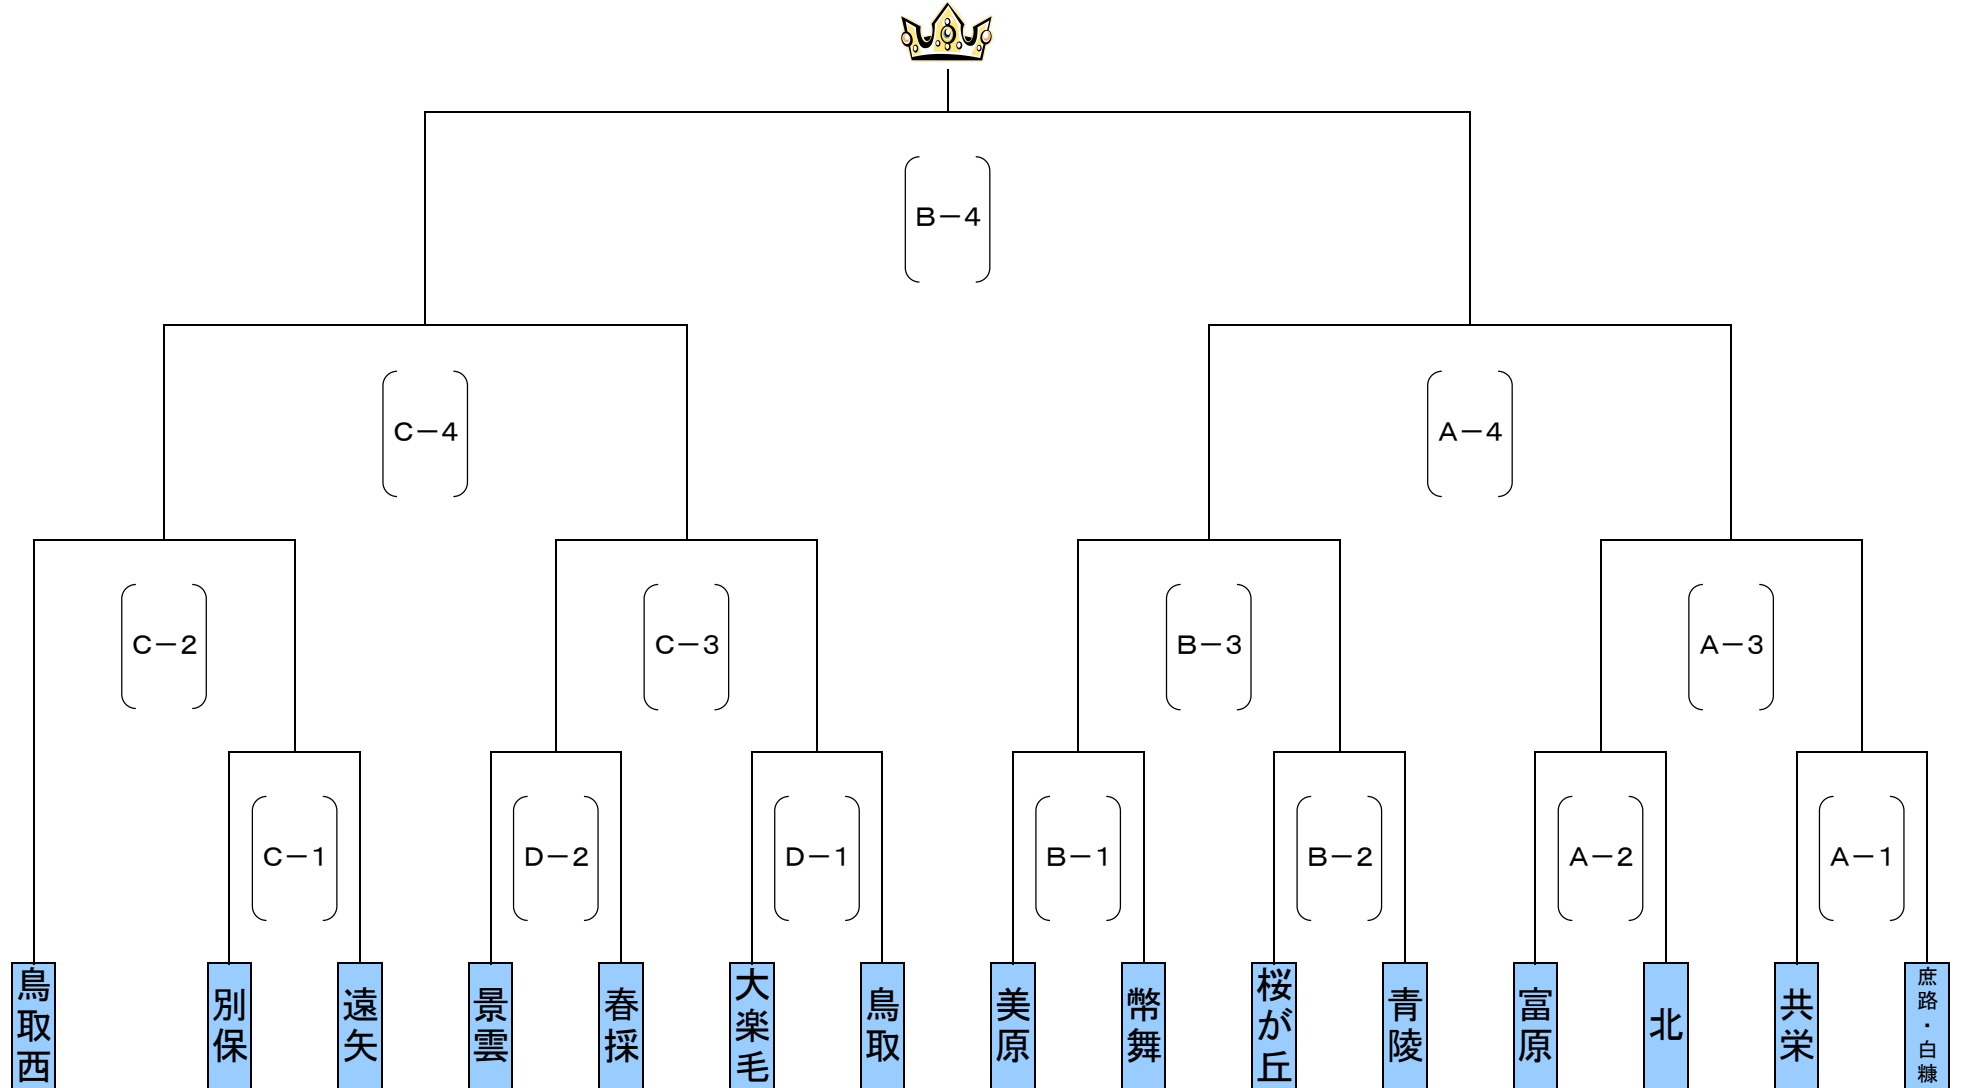 B－4
C－4
A－4
C－2
C－3
B－3
A－3
C－1
D－2
D－1
B－1
B－2
A－2
A－1
鳥取西
別保
遠矢
景雲
春採
大楽毛
鳥取
美原
幣舞
桜が丘
青陵
富原
北
共栄
庶路・白糠